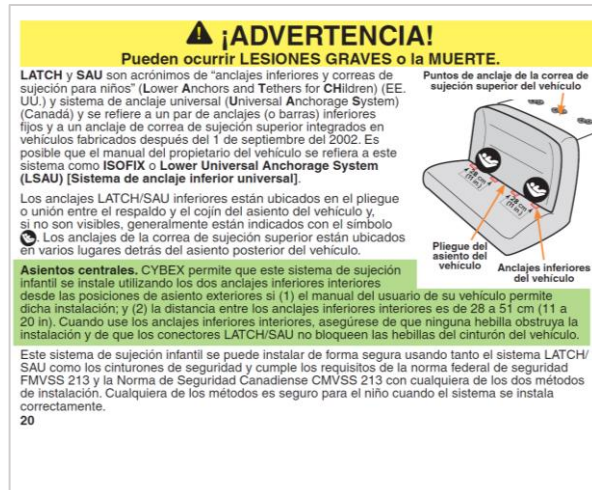 ¡ADVERTENCIA!
Pueden ocurrir LESIONES GRAVES o la MUERTE.
LATCH y SAU son acrónimos de “anclajes inferiores y correas de
sujeción para niños” (Lower Anchors and Tethers for CHildren) (EE.
UU.) y sistema de anclaje universal (Universal Anchorage System)
(Canadá) y se refiere a un par de anclajes (o barras) inferiores
fijos y a un anclaje de correa de sujeción superior integrados en
vehículos fabricados después del 1 de septiembre del 2002. Es
posible que el manual del propietario del vehículo se refiera a este
sistema como ISOFIX o Lower Universal Anchorage System
(LSAU) [Sistema de anclaje inferior universal].
Los anclajes LATCH/SAU inferiores están ubicados en el pliegue
o unión entre el respaldo y el cojín del asiento del vehículo y,
si no son visibles, generalmente están indicados con el símbolo
. Los anclajes de la correa de sujeción superior están ubicados
en varios lugares detrás del asiento posterior del vehículo.
Puntos de anclaje de la correa de
sujeción superior del vehículo
28 cm
(11 in)
28 cm
(11 in)
Pliegue del
asiento del
vehículo
Anclajes inferiores
del vehículo
Asientos centrales. CYBEX permite que este sistema de sujeción
infantil se instale utilizando los dos anclajes inferiores interiores
desde las posiciones de asiento exteriores si (1) el manual del usuario de su vehículo permite
dicha instalación; y (2) la distancia entre los anclajes inferiores interiores es de 28 a 51 cm (11 a
20 in). Cuando use los anclajes inferiores interiores, asegúrese de que ninguna hebilla obstruya la
instalación y de que los conectores LATCH/SAU no bloqueen las hebillas del cinturón del vehículo.
Este sistema de sujeción infantil se puede instalar de forma segura usando tanto el sistema LATCH/
SAU como los cinturones de seguridad y cumple los requisitos de la norma federal de seguridad
FMVSS 213 y la Norma de Seguridad Canadiense CMVSS 213 con cualquiera de los dos métodos
de instalación. Cualquiera de los métodos es seguro para el niño cuando el sistema se instala
correctamente.
20